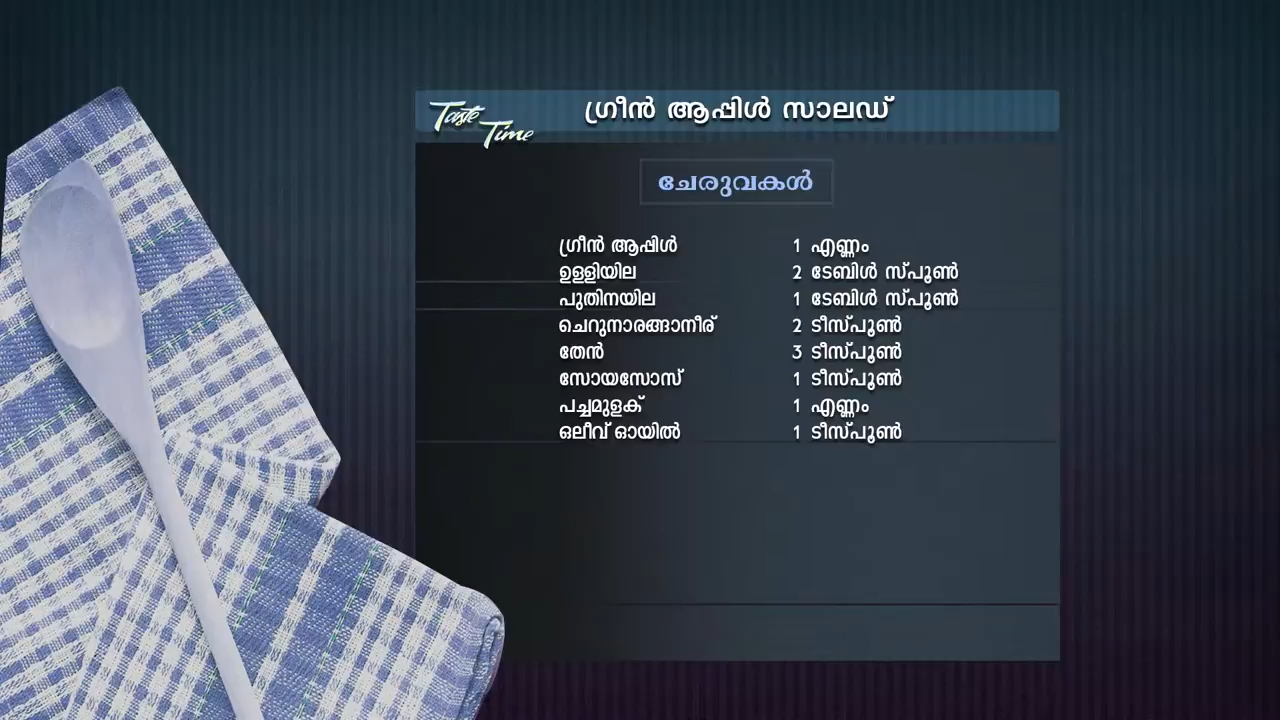 Taste Time
ഗ്രീൻ ആപ്പിൾ സാലഡ്
ചേരുവകൾ
ഗ്രീൻ ആപ്പിൾ 1 എണ്ണം
ഉള്ളിയില 2 ടേബിൾ സ്പൂൺ
പുതിനയില 1 ടേബിൾ സ്പൂൺ
ചെറുനാരങ്ങാനീര് 2 ടീസ്പൂൺ
തേൻ 3 ടീസ്പൂൺ
സോയസോസ് 1 ടീസ്പൂൺ
പച്ചമുളക് 1 എണ്ണം
ഒലീവ് ഓയിൽ 1 ടീസ്പൂൺ